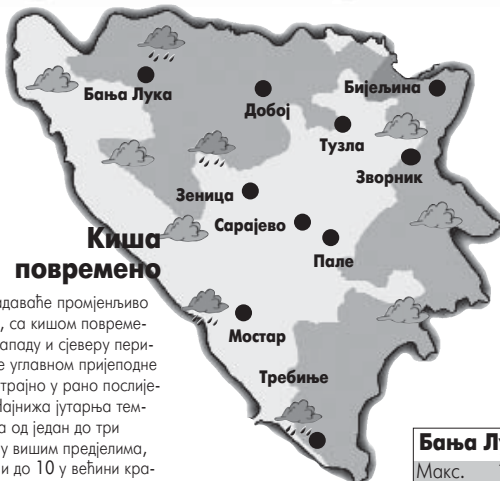 Бања Лука
Добој
Бијељина
Тузла
Зворник
Зеница
Сарајево
Пале
Мостар
Требиње
Киша
повремено
промјенљиво
, са кишом повреме-
ападу и сјеверу пери-
е углавном пријеподне
трајно у рано послије-
Најнижа јутарња тем-
а од један до три
у вишим предјелима,
и до 10 у већини кра-
Бања Лу
Макс.